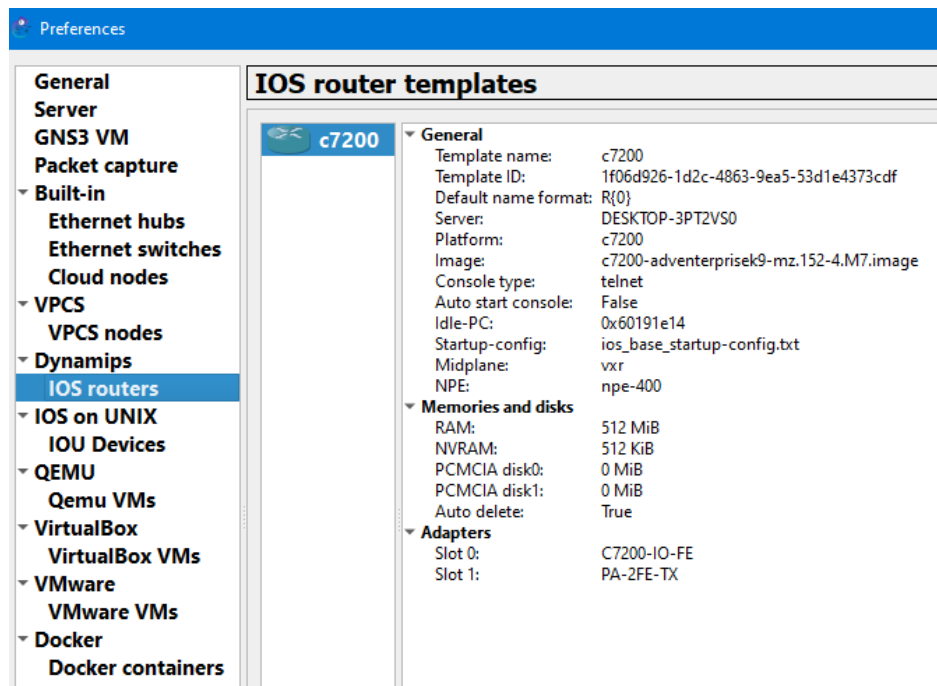 Preferences
General
Server
GNS3 VM
Packet capture
Built-in
Ethernet hubs
Ethernet switches
Cloud nodes
VPCS
VPCS nodes
Dynamips
IOS routers
IOS on UNIX
IOU Devices
QEMU
Qemu VMs
VirtualBox
VirtualBox VMs
VMware
VMware VMs
Docker
Docker containers
IOS router templates
c7200
General
Template name: c7200
Template ID: 1f06d926-1d2c-4863-9ea5-53d1e4373cdf
Default name format: R{0}
Server: DESKTOP-3PT2VS0
Platform: c7200
Image: c7200-adventerprisek9-mz.152-4.M7.image
Console type: telnet
Auto start console: False
Idle-PC: 0x60191e14
Startup-config: ios_base_startup-config.txt
Midplane: vxr
NPE: npe-400
Memories and disks
RAM: 512 MiB
NVRAM: 512 KiB
PCMCIA disk0: 0 MiB
PCMCIA disk1: 0 MiB
Auto delete: True
Adapters
Slot 0: C7200-IO-FE
Slot 1: PA-2FE-TX